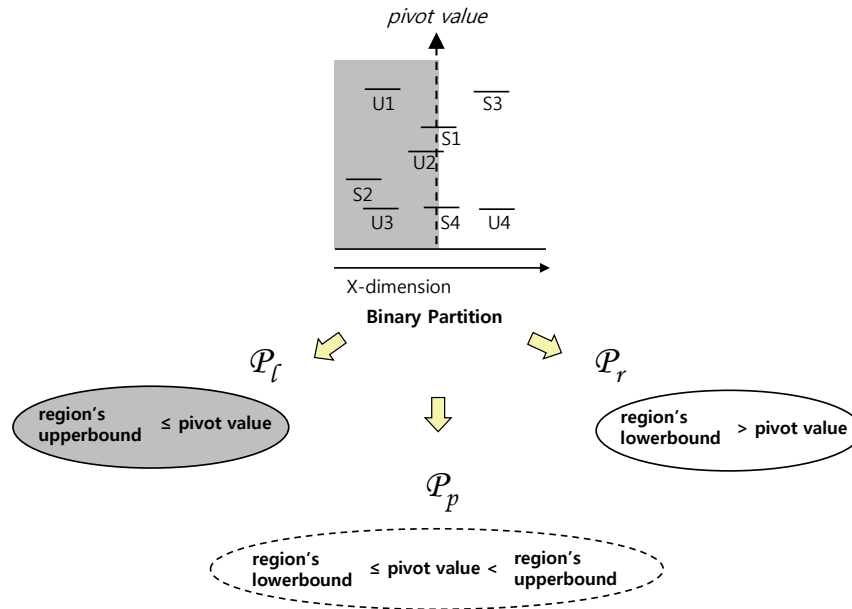 pivot value
U1
S3
S1
U2
S2
U3
S4
U4
X-dimension
Binary Partition
𝒫l
𝒫r
region's
upperbound ≤ pivot value
region's
lowerbound > pivot value
𝒫p
region's
lowerbound ≤ pivot value < region's
upperbound